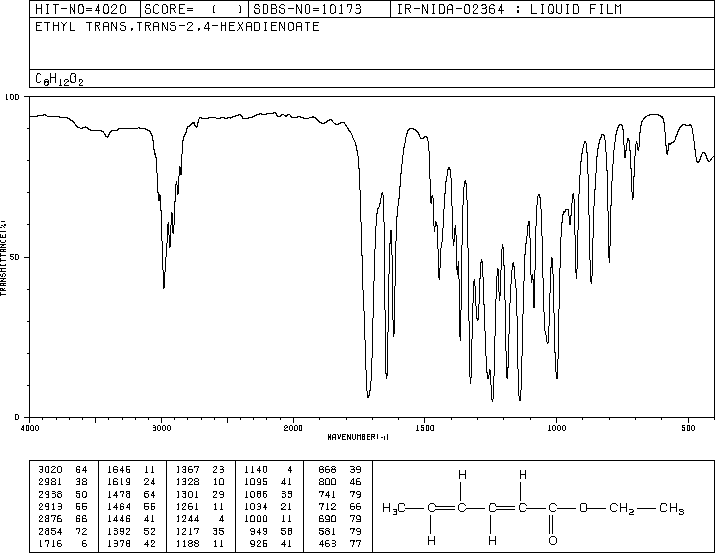 HIT-NO=4020 SCORE= ( ) SDBS-NO=10173 IR-NIDA-02364 : LIQUID FILM
ETHYL TRANS,TRANS-2,4-HEXADIENOATE
C8H12O2
100
50
0
TRANSMITTANCE(%)
4000 3000 2000 1500 1000 500
WAVENUMBER(-1)
3020 64 1646 11 1367 23 1140 4 868 39
2981 38 1619 24 1328 10 1095 41 800 46
2938 50 1478 64 1301 29 1086 35 741 79
2913 55 1464 55 1261 11 1034 21 712 66
2876 66 1446 41 1244 4 1000 11 690 79
2854 72 1392 52 1217 35 949 58 581 79
1716 6 1378 42 1188 11 926 41 463 77
H H
H3C C C C C C O C CH3
H2
H H O